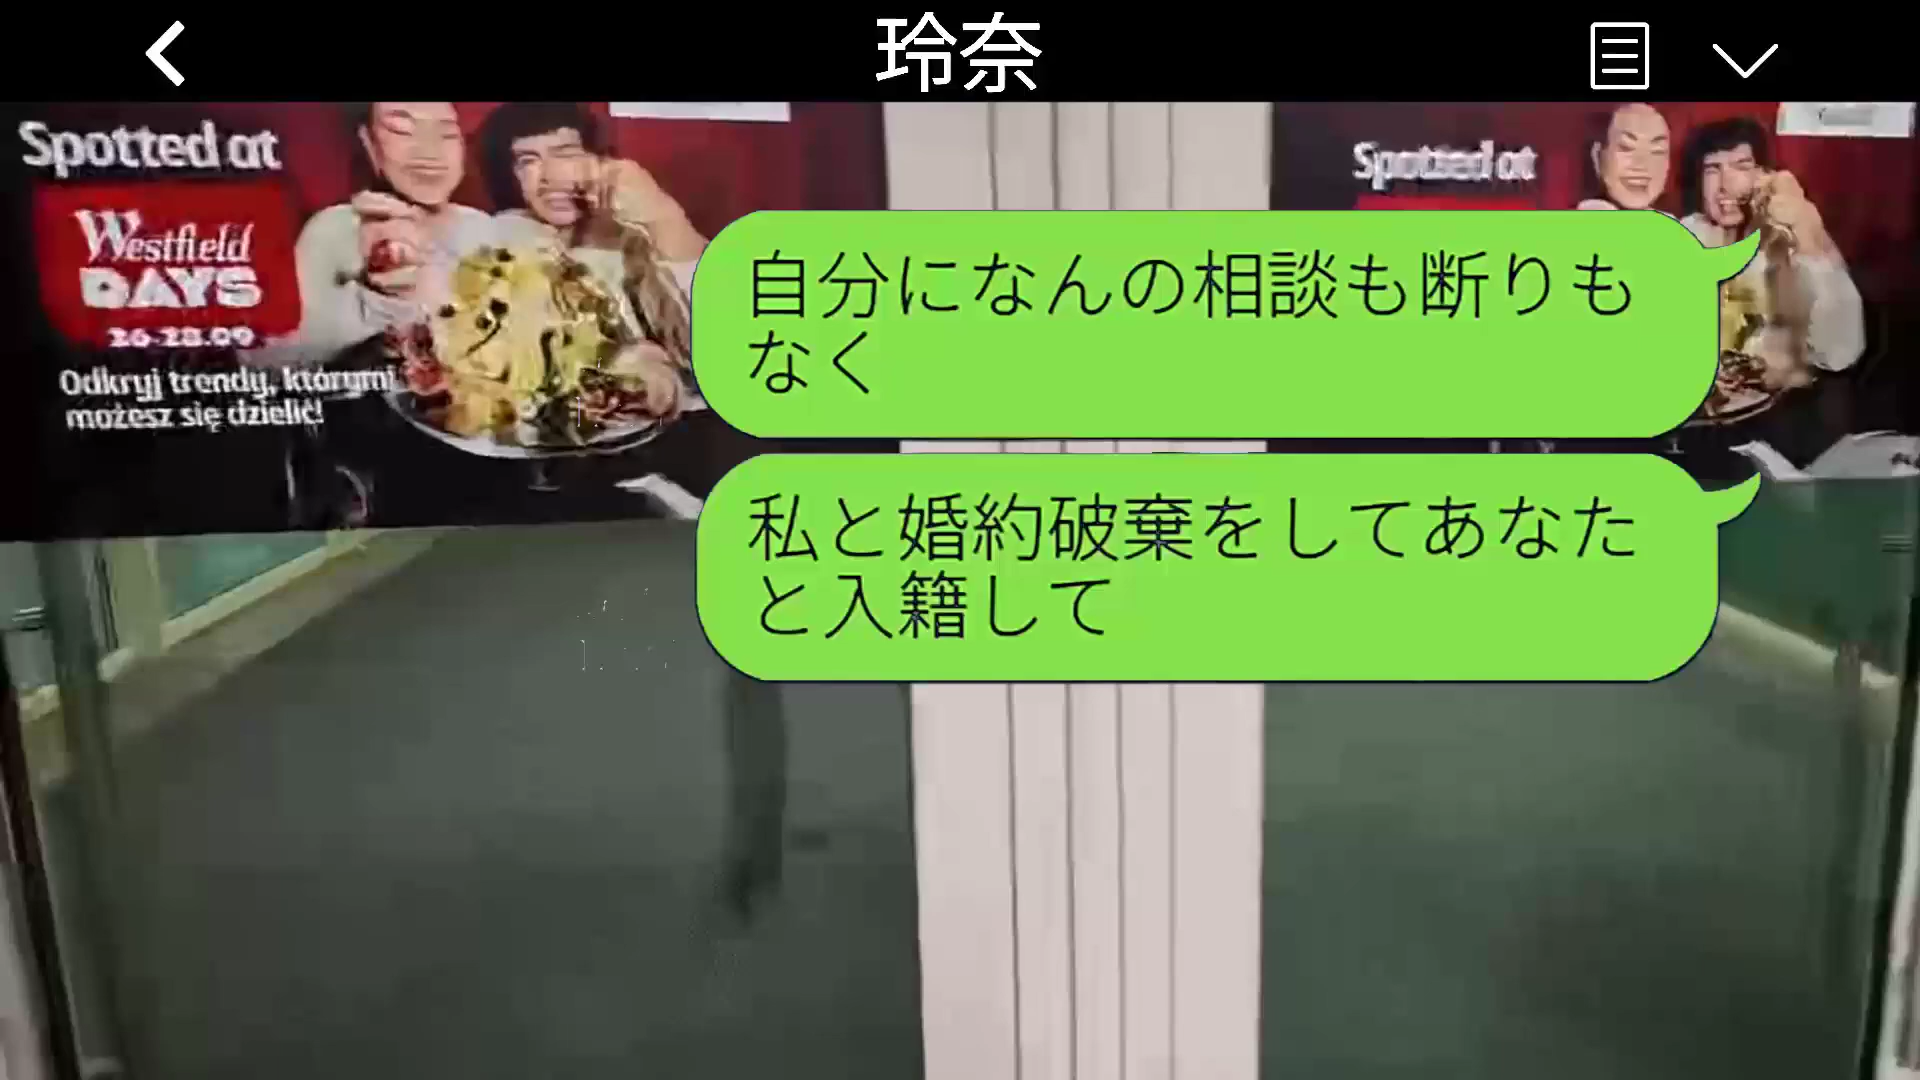 玲奈
Spotted at
Westfield
DAYS
26-28.09
Odkryj trendy, którymi
możesz się dzielić!
Spotted at
自分になんの相談も断りも
なく
私と婚約破棄をしてあなた
と入籍して